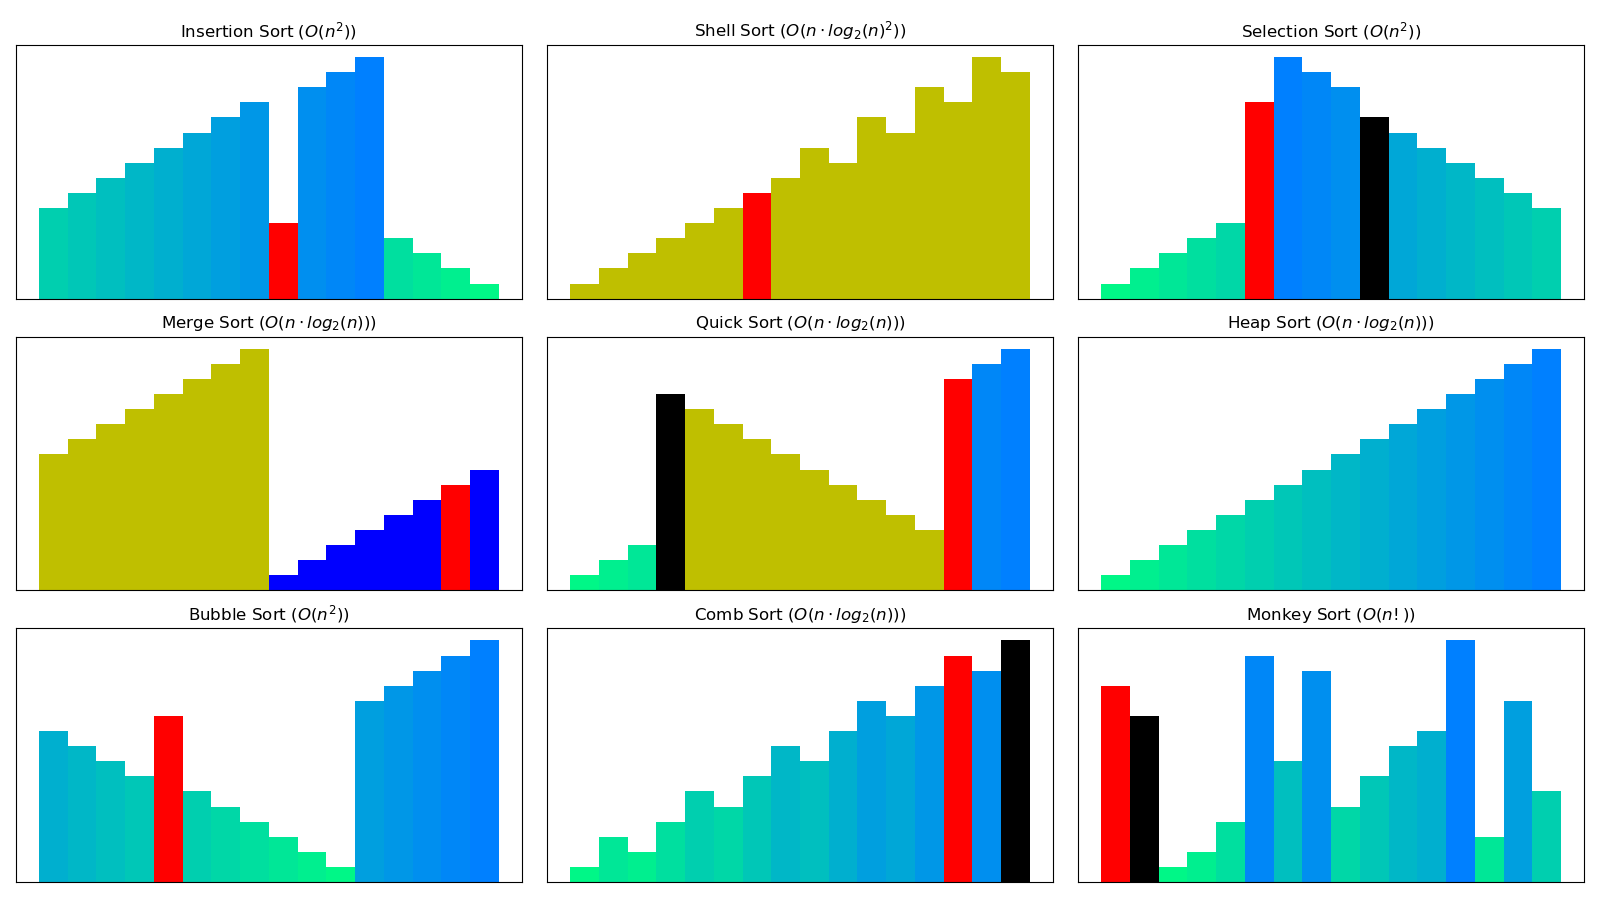 Insertion Sort (O(n²))
Shell Sort (O(n · log₂(n)²))
Selection Sort (O(n²))
Merge Sort (O(n · log₂(n)))
Quick Sort (O(n · log₂(n)))
Heap Sort (O(n · log₂(n)))
Bubble Sort (O(n²))
Comb Sort (O(n · log₂(n)))
Monkey Sort (O(n!))